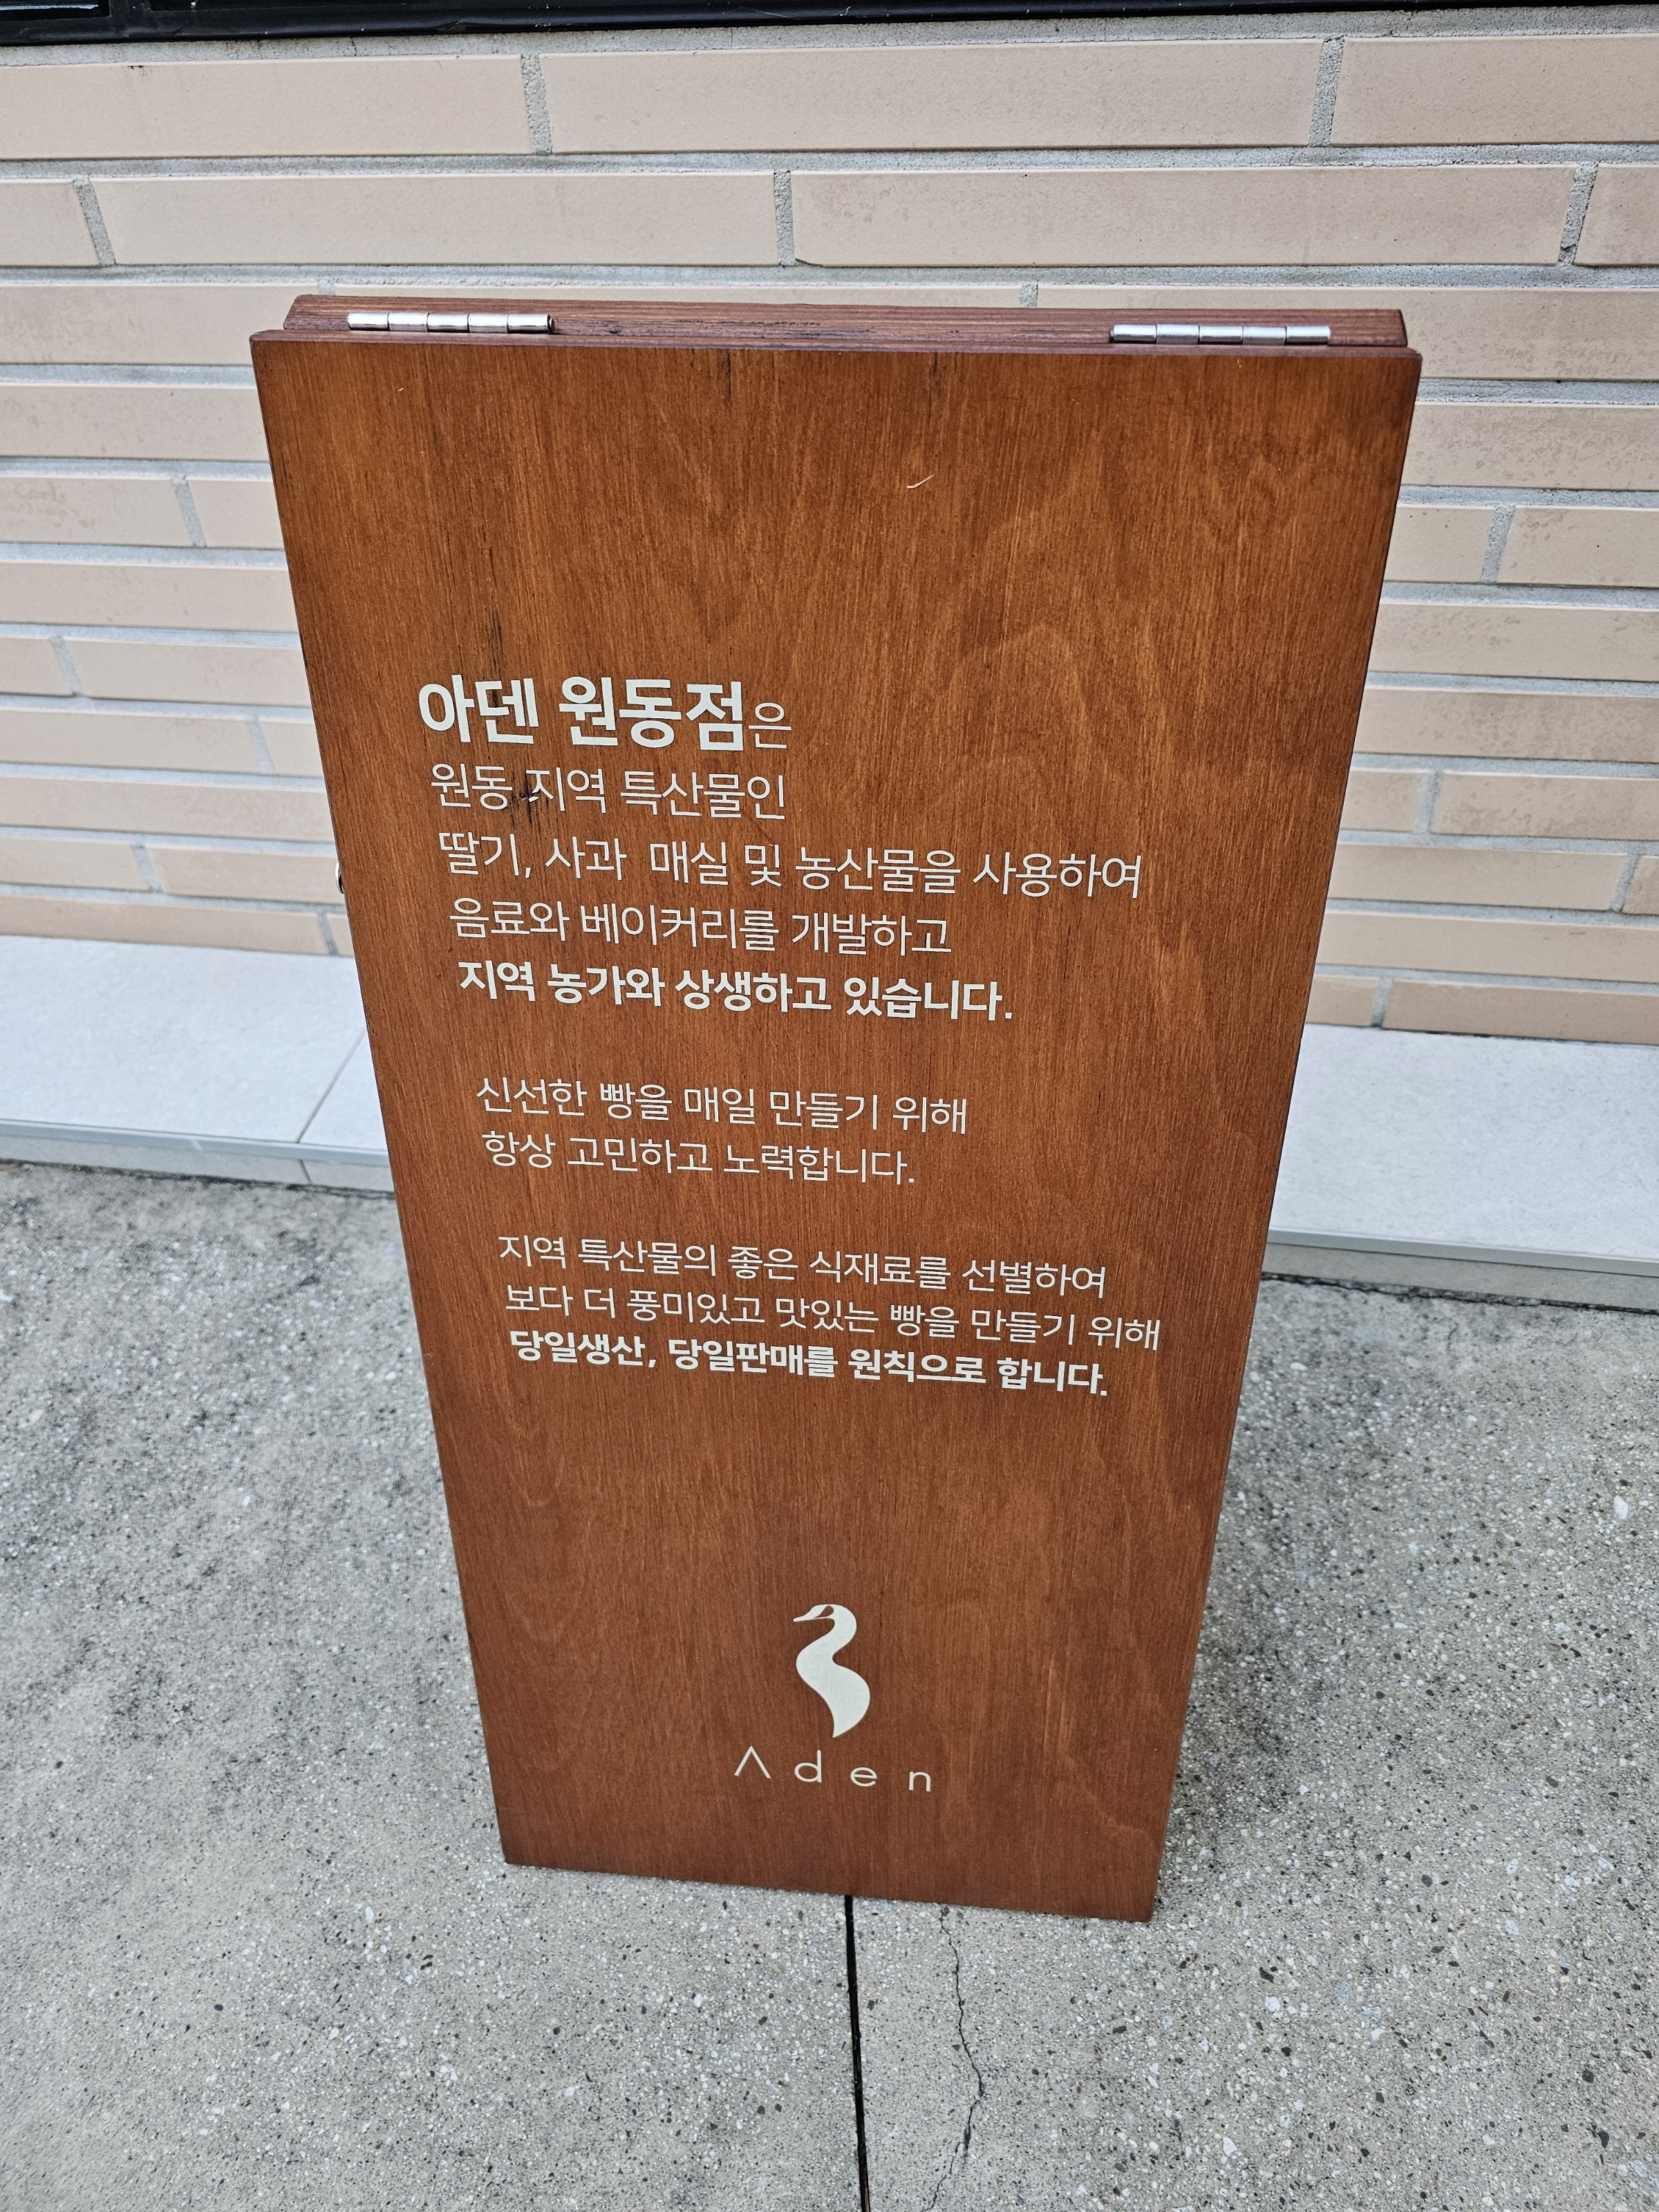 아덴 원동점은
원동 지역 특산물인
딸기, 사과 매실 및 농산물을 사용하여
음료와 베이커리를 개발하고
지역 농가와 상생하고 있습니다.
신선한 빵을 매일 만들기 위해
항상 고민하고 노력합니다.
지역 특산물의 좋은 식재료를 선별하여
보다 더 풍미있고 맛있는 빵을 만들기 위해
당일생산, 당일판매를 원칙으로 합니다.
Aden